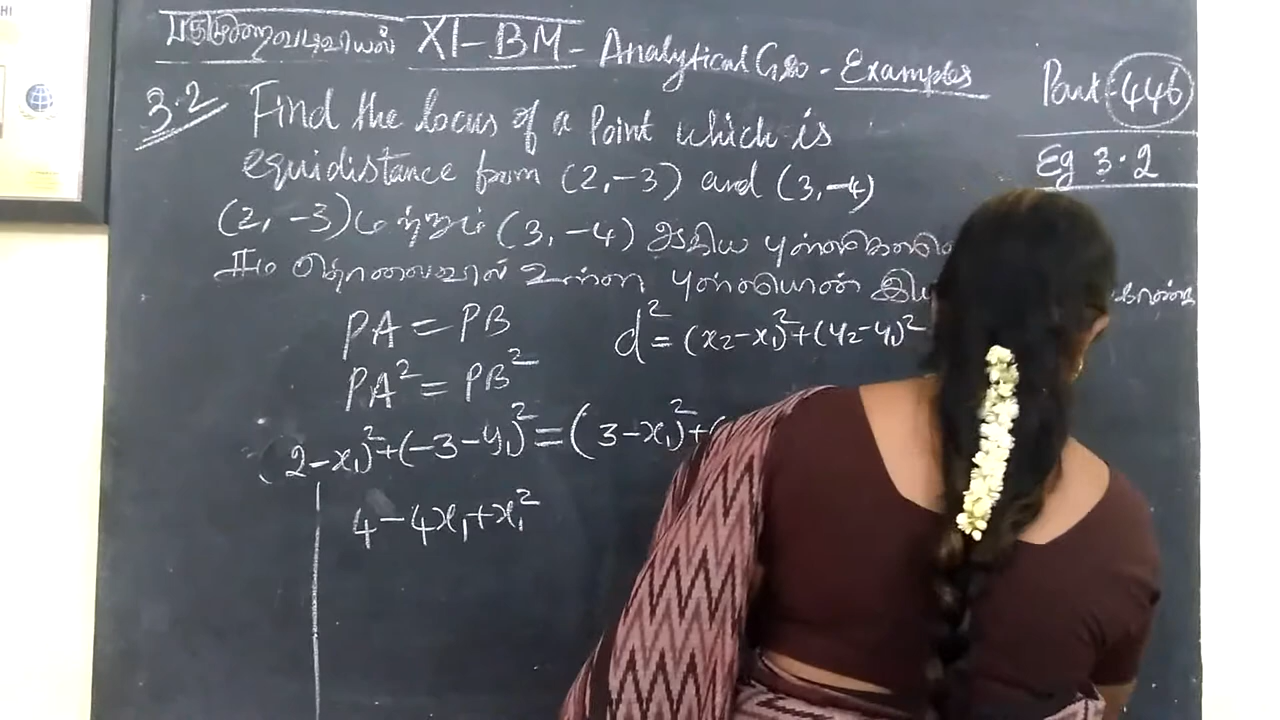 HI
XI-BM- Analytical Geo - Examples
Part-446
Eg 3.2
3.2 Find the locus of a Point which is
equidistance from (2,-3) and (3,-4)
(2, -3) மற்றும் (3, -4) ஆகிய
சம தொலைவில் உள்ள புள்ளியின்
PA = PB
d² = (x₂-x₁)²+(y₂-y₁)²
PA² = PB²
(2-x₁)²+(-3-y₁)²=(3-x₁)²+(
4-4x₁+x₁²